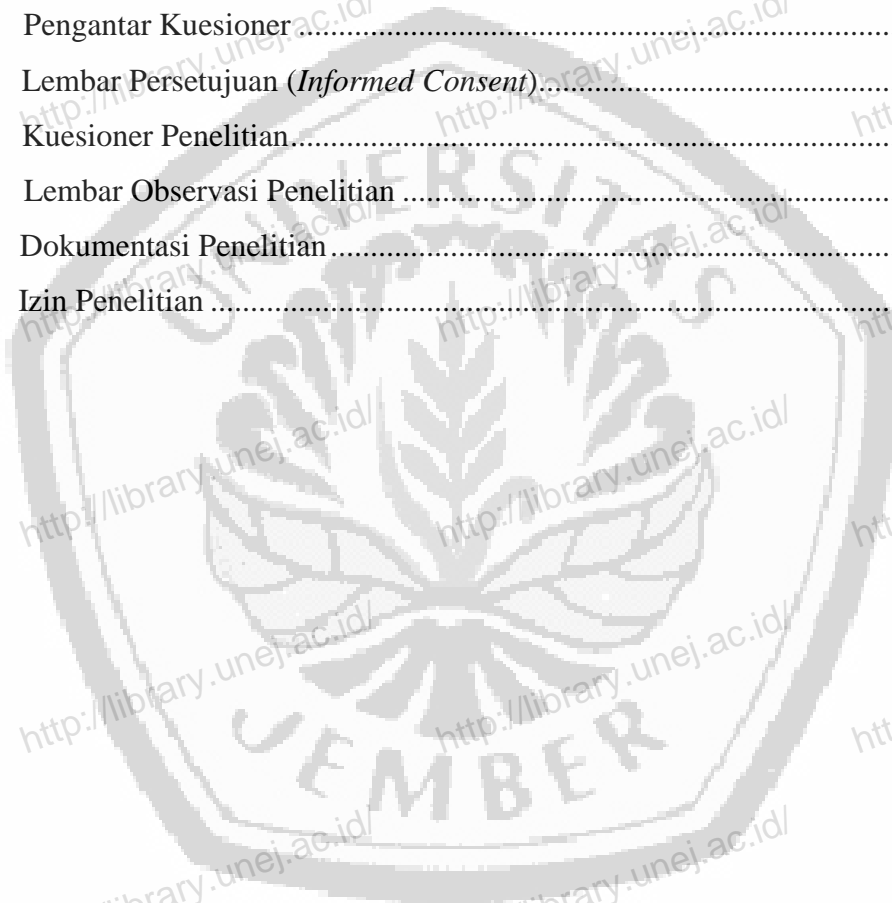 Pengantar Kuesioner ..........................................................................
Lembar Persetujuan (Informed Consent)............................................
Kuesioner Penelitian...........................................................................
Lembar Observasi Penelitian .............................................................
Dokumentasi Penelitian......................................................................
Izin Penelitian .....................................................................................
UNIVERSITAS
JEMBER
http://library.unej.ac.id/
http://library.unej.ac.id/
http://library.unej.ac.id/
http://library.unej.ac.id/
http://library.unej.ac.id/
http://library.unej.ac.id/
http://library.unej.ac.id/
http://library.unej.ac.id/